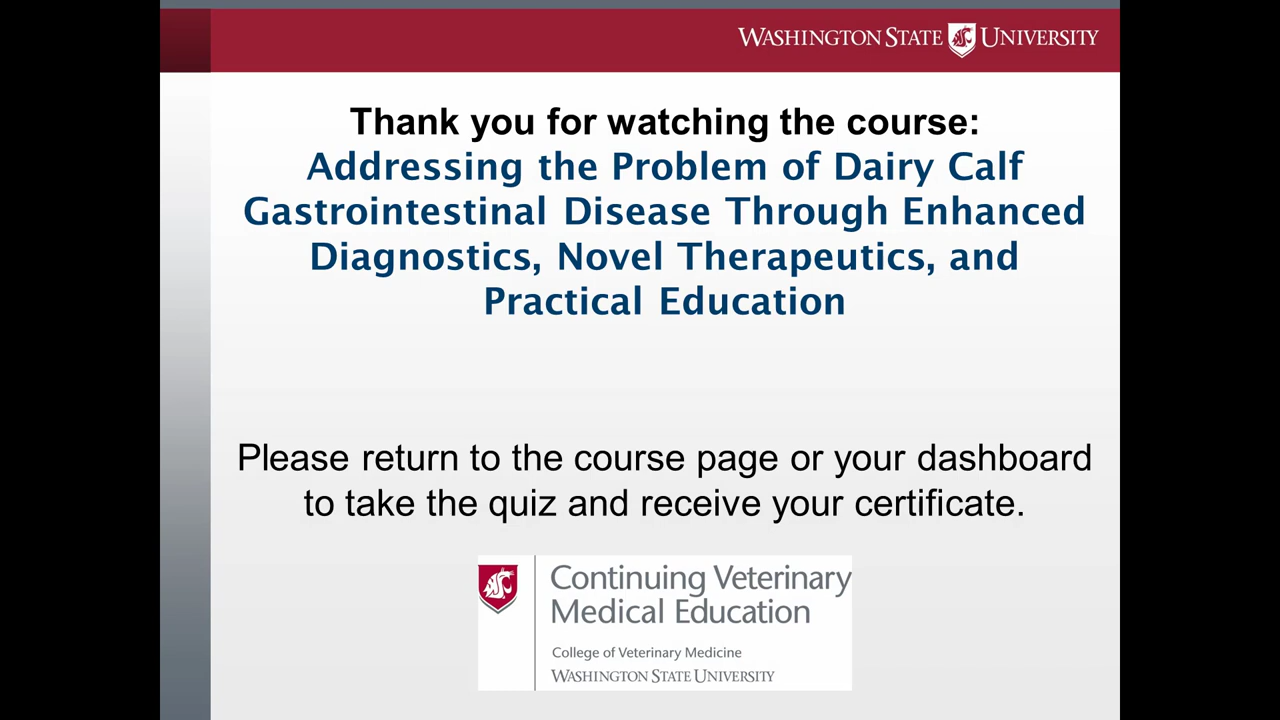 WASHINGTON STATE UNIVERSITY
Thank you for watching the course:
Addressing the Problem of Dairy Calf
Gastrointestinal Disease Through Enhanced
Diagnostics, Novel Therapeutics, and
Practical Education
Please return to the course page or your dashboard
to take the quiz and receive your certificate.
Continuing Veterinary
Medical Education
College of Veterinary Medicine
WASHINGTON STATE UNIVERSITY